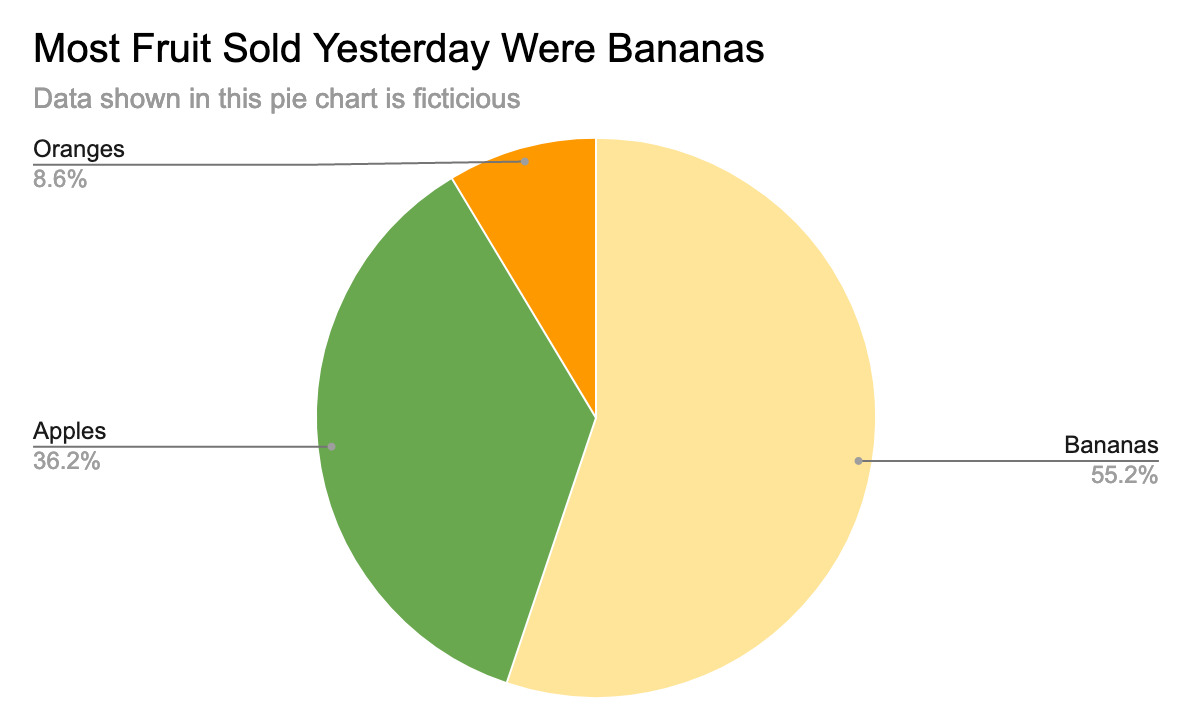 Most Fruit Sold Yesterday Were Bananas
Data shown in this pie chart is ficticious
Oranges
8.6%
Apples
36.2%
Bananas
55.2%